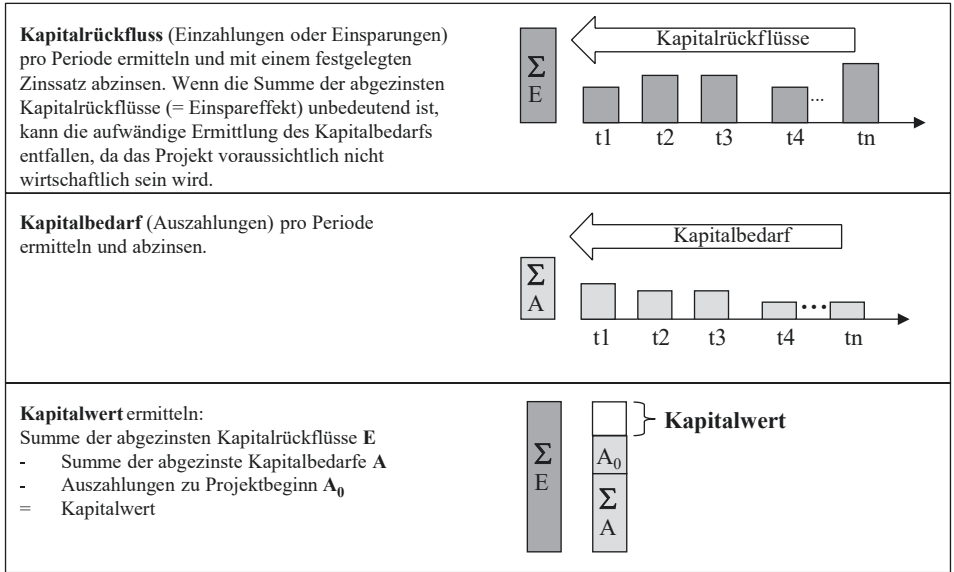 Kapitalrückfluss (Einzahlungen oder Einsparungen)
pro Periode ermitteln und mit einem festgelegten
Zinssatz abzinsen. Wenn die Summe der abgezinsten
Kapitalrückflüsse (= Einspareffekt) unbedeutend ist,
kann die aufwändige Ermittlung des Kapitalbedarfs
entfallen, da das Projekt voraussichtlich nicht
wirtschaftlich sein wird.
Kapitalrückflüsse
Σ
E
...
t1 t2 t3 t4 tn
Kapitalbedarf (Auszahlungen) pro Periode
ermitteln und abzinsen.
Kapitalbedarf
Σ
A
...
t1 t2 t3 t4 tn
Kapitalwert ermitteln:
Summe der abgezinsten Kapitalrückflüsse E
- Summe der abgezinste Kapitalbedarfe A
- Auszahlungen zu Projektbeginn A₀
= Kapitalwert
Σ
E
Kapitalwert
A₀
Σ
A